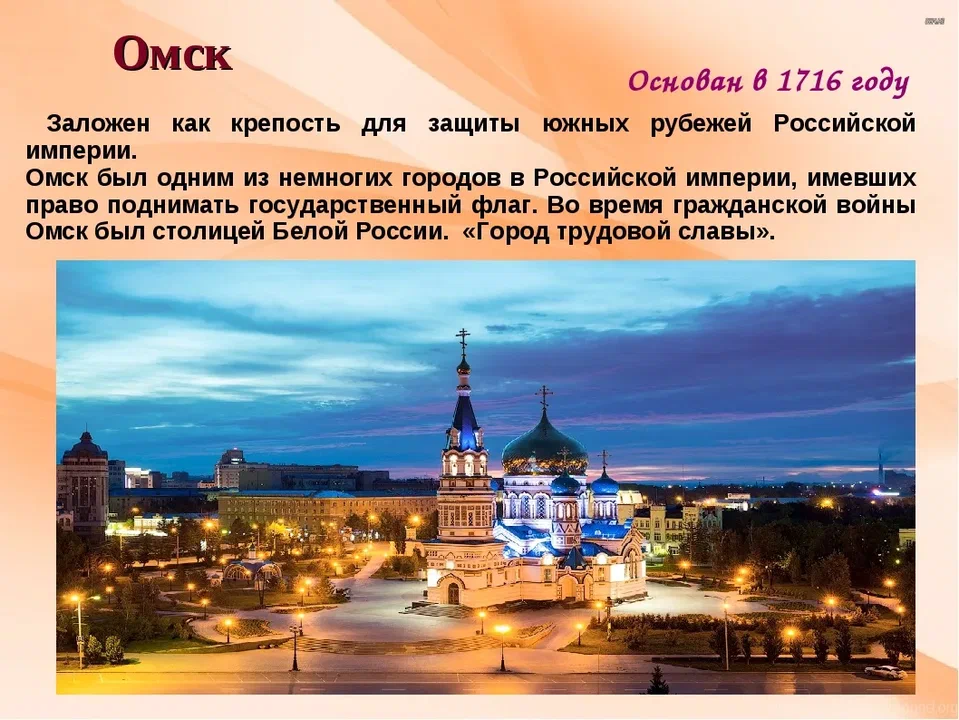 Омск
Основан в 1716 году
Заложен как крепость для защиты южных рубежей Российской
империи.
Омск был одним из немногих городов в Российской империи, имевших
право поднимать государственный флаг. Во время гражданской войны
Омск был столицей Белой России. «Город трудовой славы».